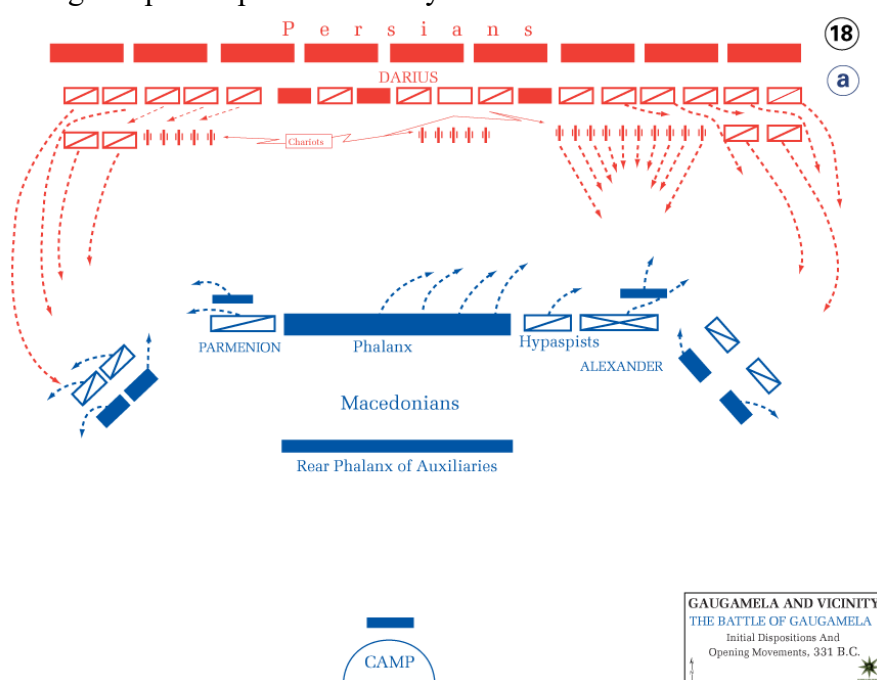 P e r s i a n s
18
DARIUS
a
Chariots
PARMENION
Phalanx
Hypaspists
ALEXANDER
Macedonians
Rear Phalanx of Auxiliaries
CAMP
GAUGAMELA AND VICINITY
THE BATTLE OF GAUGAMELA
Initial Dispositions And
Opening Movements, 331 B.C.